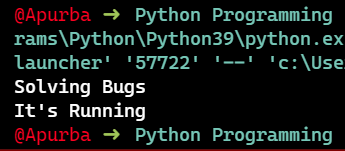 @Apurba ➜ Python Programming
rams\Python\Python39\python.ex
launcher' '57722' '--' 'c:\Use
Solving Bugs
It's Running
@Apurba ➜ Python Programming